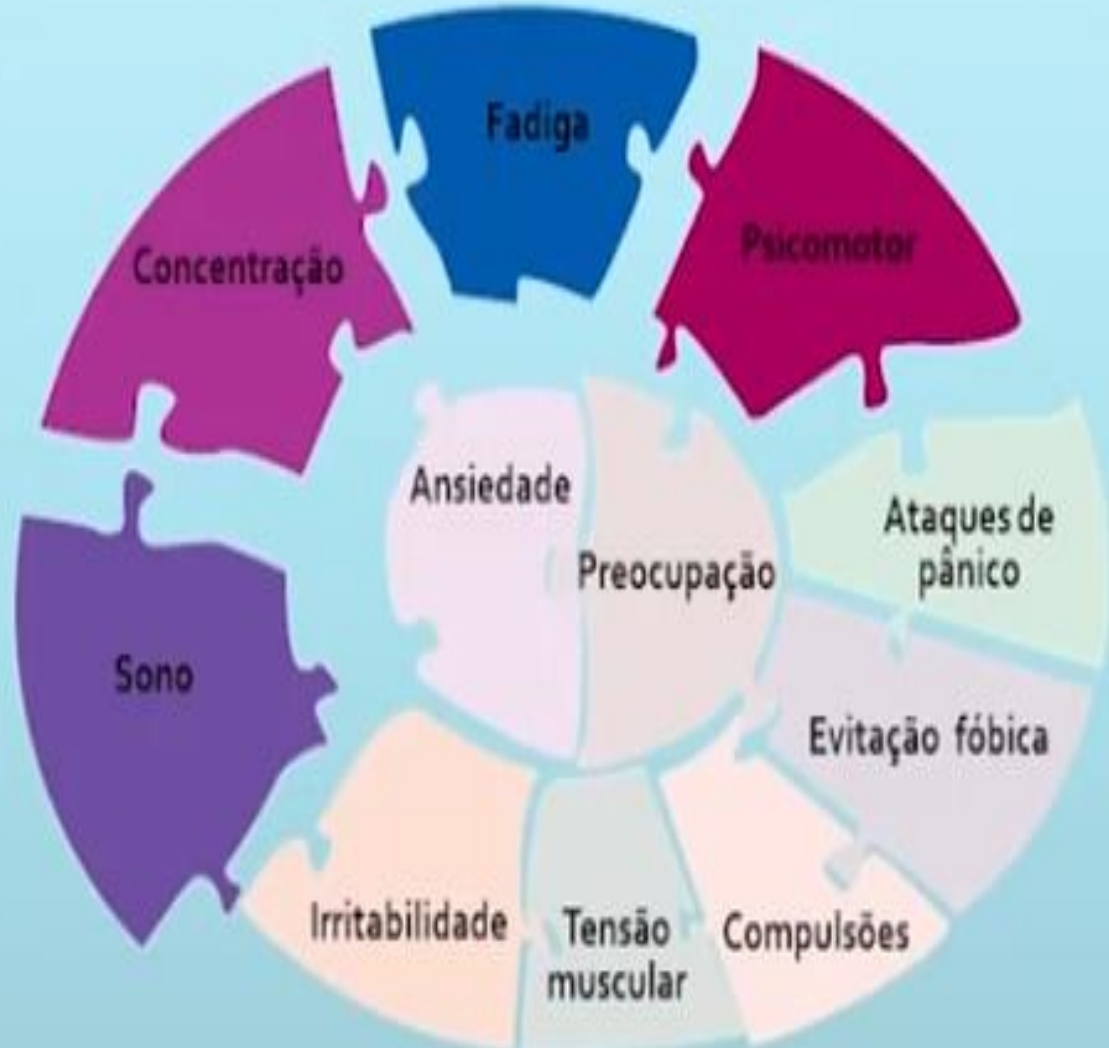 Fadiga
Psicomotor
Concentração
Ansiedade
Preocupação
Ataques de
pânico
Sono
Evitação fóbica
Irritabilidade
Tensão
muscular
Compulsões